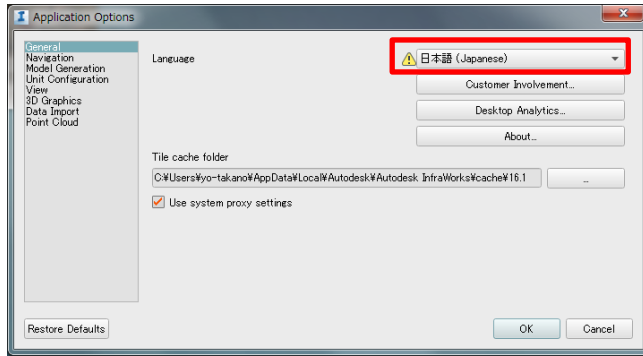 Application Options
General
Navigation
Model Generation
Unit Configuration
View
3D Graphics
Data Import
Point Cloud
Language
日本語 (Japanese)
Customer Involvement...
Desktop Analytics...
About...
Tile cache folder
C:¥Users¥yo-takano¥AppData¥Local¥Autodesk¥Autodesk InfraWorks¥cache¥16.1
...
Use system proxy settings
Restore Defaults
OK
Cancel